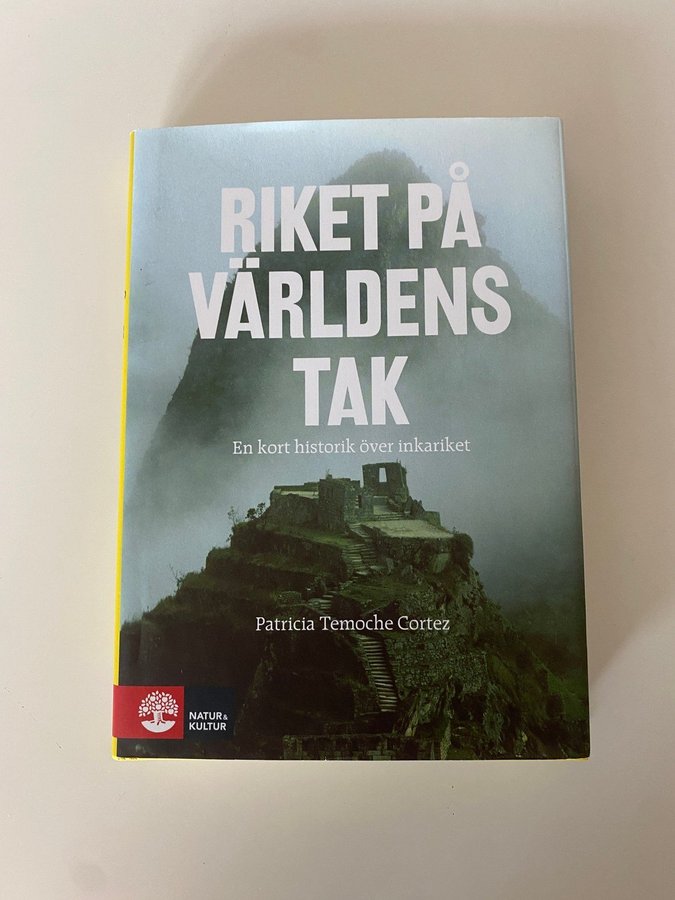 RIKET PÅ
VÄRLDENS
TAK
En kort historik över inkariket
Patricia Temoche Cortez
NATUR&
KULTUR